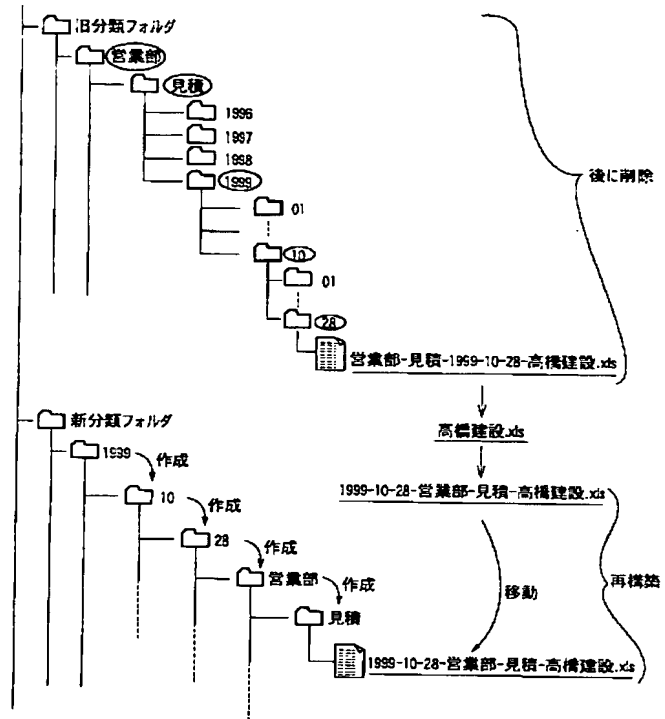 旧分類フォルダ
営業部
見積
1996
1997
1998
1999
後に削除
01
10
01
28
営業部-見積-1999-10-28-高橋建設.xls
高橋建設.xls
新分類フォルダ
1999
作成
10
作成
1999-10-28-営業部-見積-高橋建設.xls
28
作成
営業部
作成
移動
再構築
見積
1999-10-28-営業部-見積-高橋建設.xls